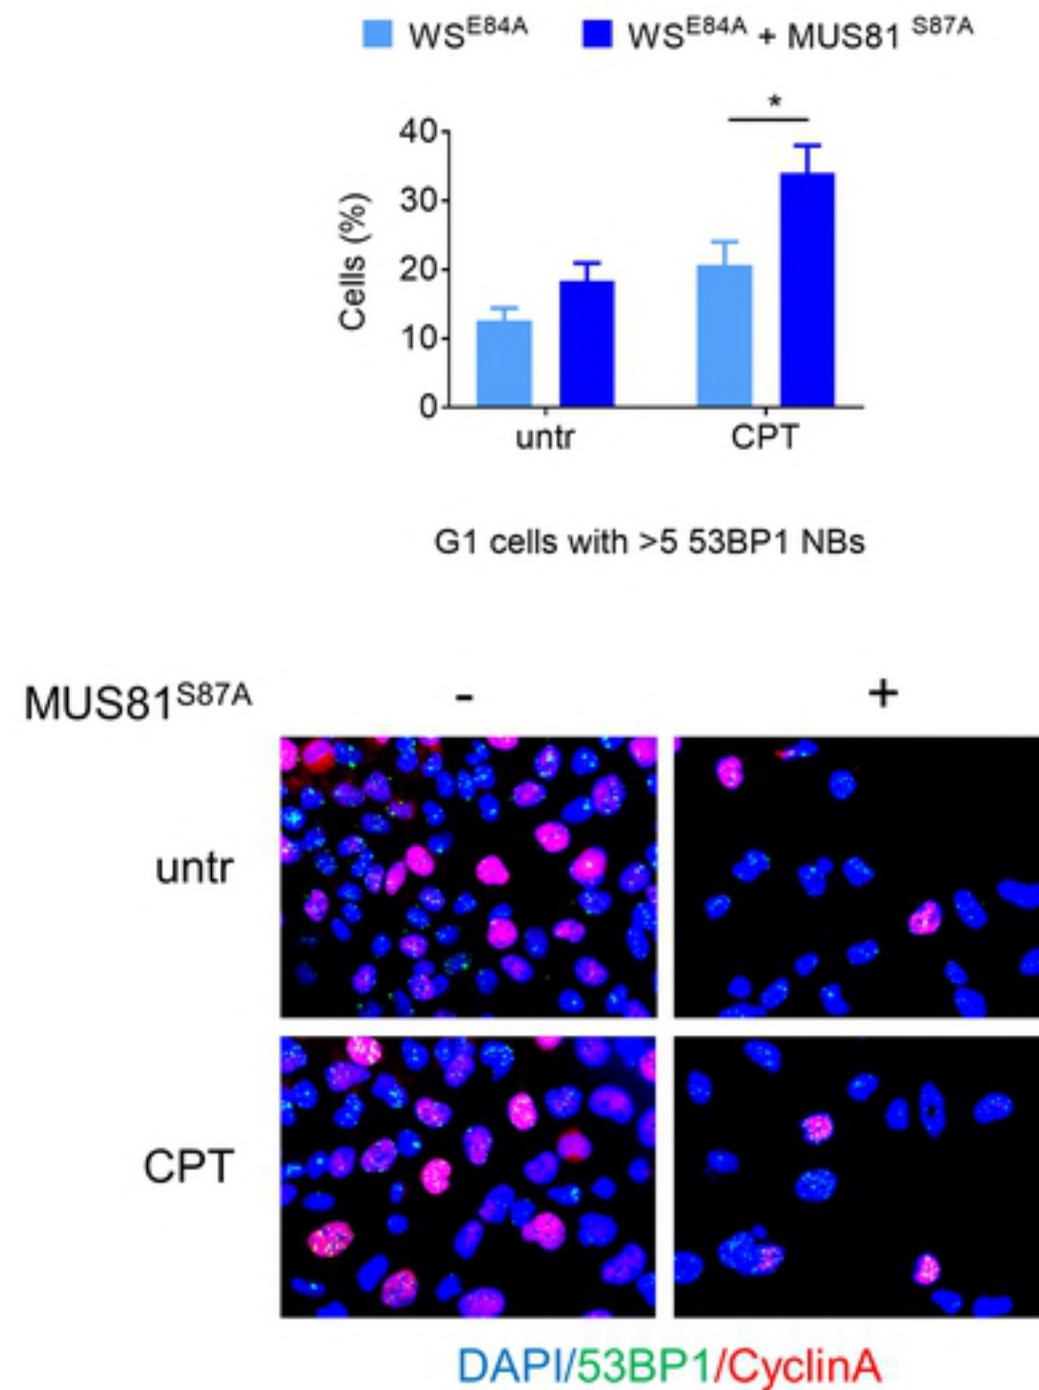 WS^E84A WS^E84A + MUS81 ^S87A
*
40
30
20
10
0
Cells (%)
untr CPT
G1 cells with >5 53BP1 NBs
MUS81^S87A - +
untr
CPT
DAPI/53BP1/CyclinA